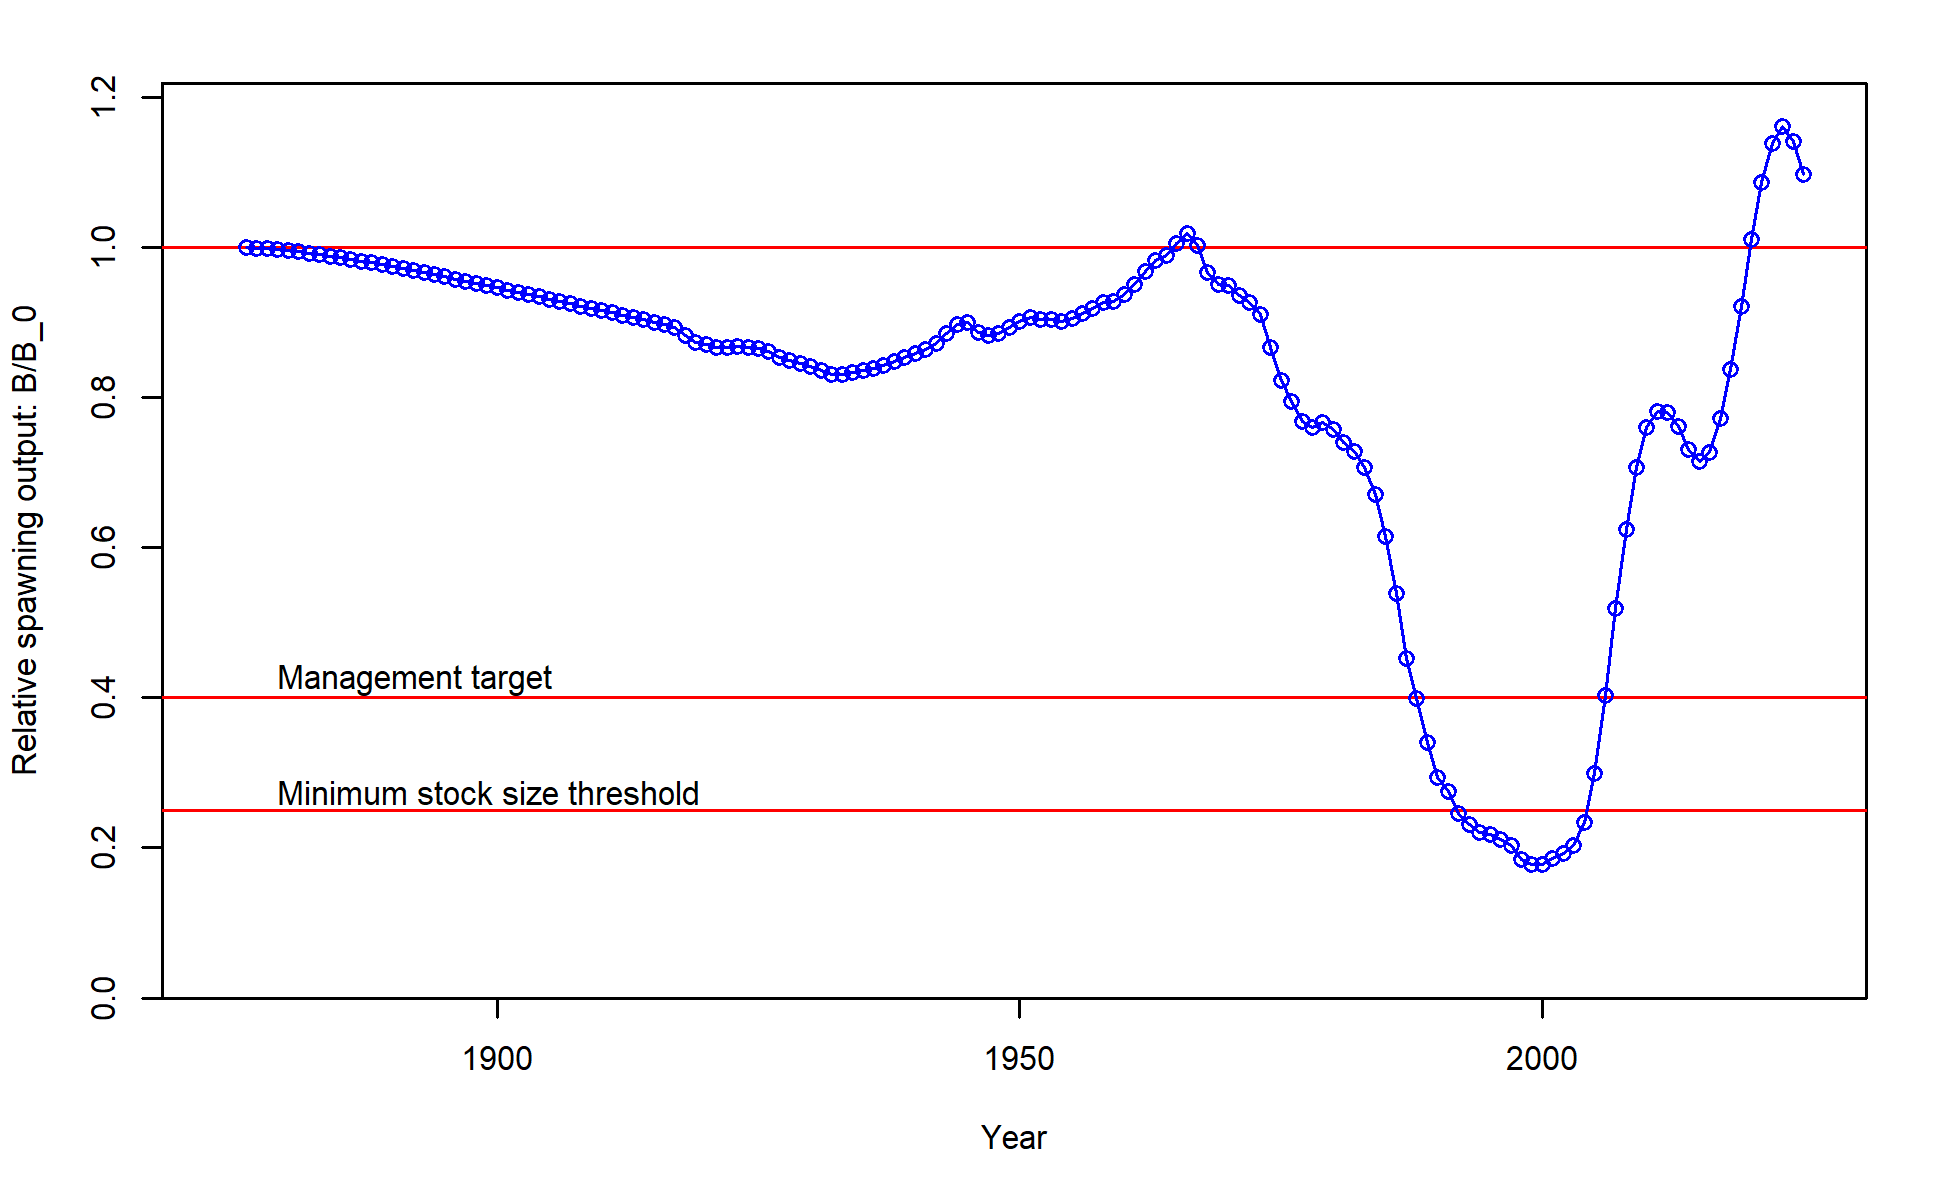 Relative spawning output: B/B_0
1.2
1.0
0.8
0.6
0.4
0.2
0.0
Management target
Minimum stock size threshold
1900
1950
2000
Year